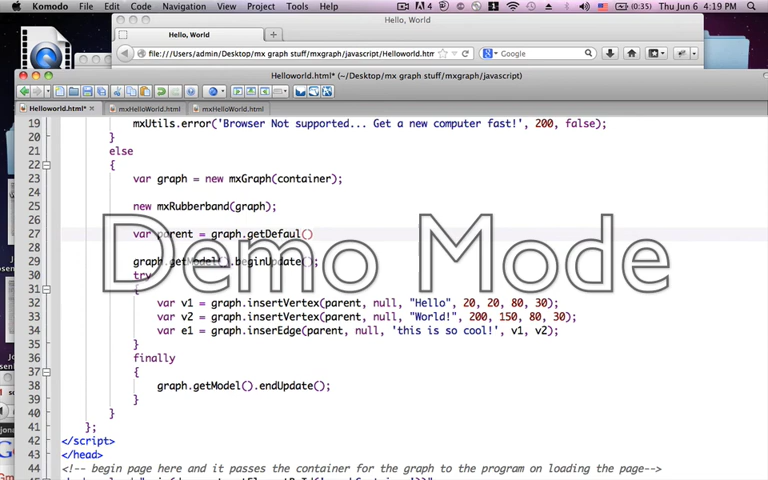 Komodo File Edit Code Navigation View Project Tools Help (0:35) Thu Jun 6 4:19 PM
Hello, World
Hello, World
file:///Users/admin/Desktop/mx graph stuff/mxgraph/javascript/Helloworld.htm Google
Helloworld.html* (~/Desktop/mx graph stuff/mxgraph/javascript)
Helloworld.html* mxHelloWorld.html mxHelloWorld.html
19 mxUtils.error('Browser Not supported... Get a new computer fast!', 200, false);
20 }
21 else
22 {
23 var graph = new mxGraph(container);
24
25 new mxRubberband(graph);
26
27 var parent = graph.getDefaul()
28
29 graph.getModel().beginUpdate();
30 try
31 {
32 var v1 = graph.insertVertex(parent, null, "Hello", 20, 20, 80, 30);
33 var v2 = graph.insertVertex(parent, null, "World!", 200, 150, 80, 30);
34 var e1 = graph.inserEdge(parent, null, 'this is so cool!', v1, v2);
35 }
36 finally
37 {
38 graph.getModel().endUpdate();
39 }
40 }
41 };
42 </script>
43 </head>
44 <!-- begin page here and it passes the container for the graph to the program on loading the page-->
Demo Mode